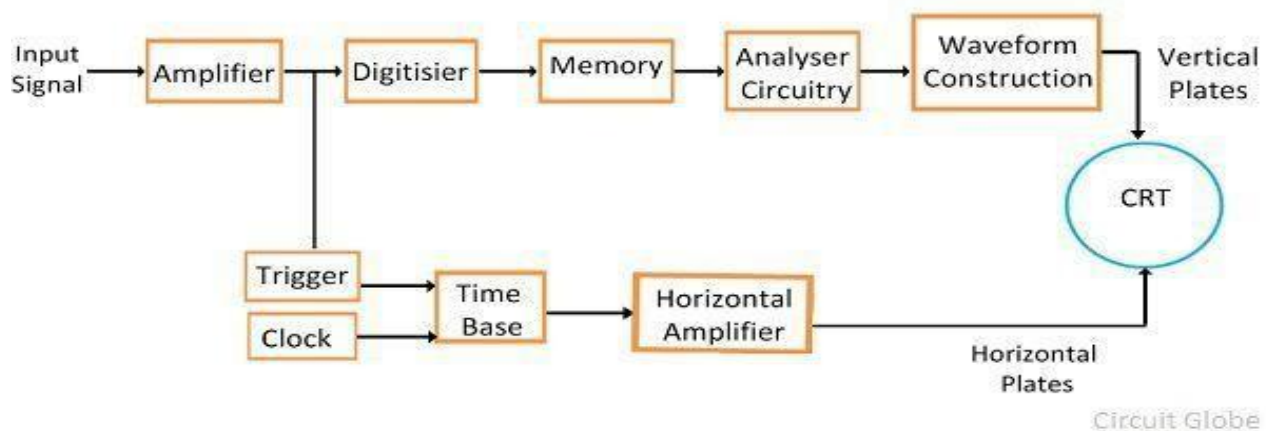 Input
Signal
Amplifier
Digitisier
Memory
Analyser
Circuitry
Waveform
Construction
Vertical
Plates
CRT
Trigger
Clock
Time
Base
Horizontal
Amplifier
Horizontal
Plates
Circuit Globe